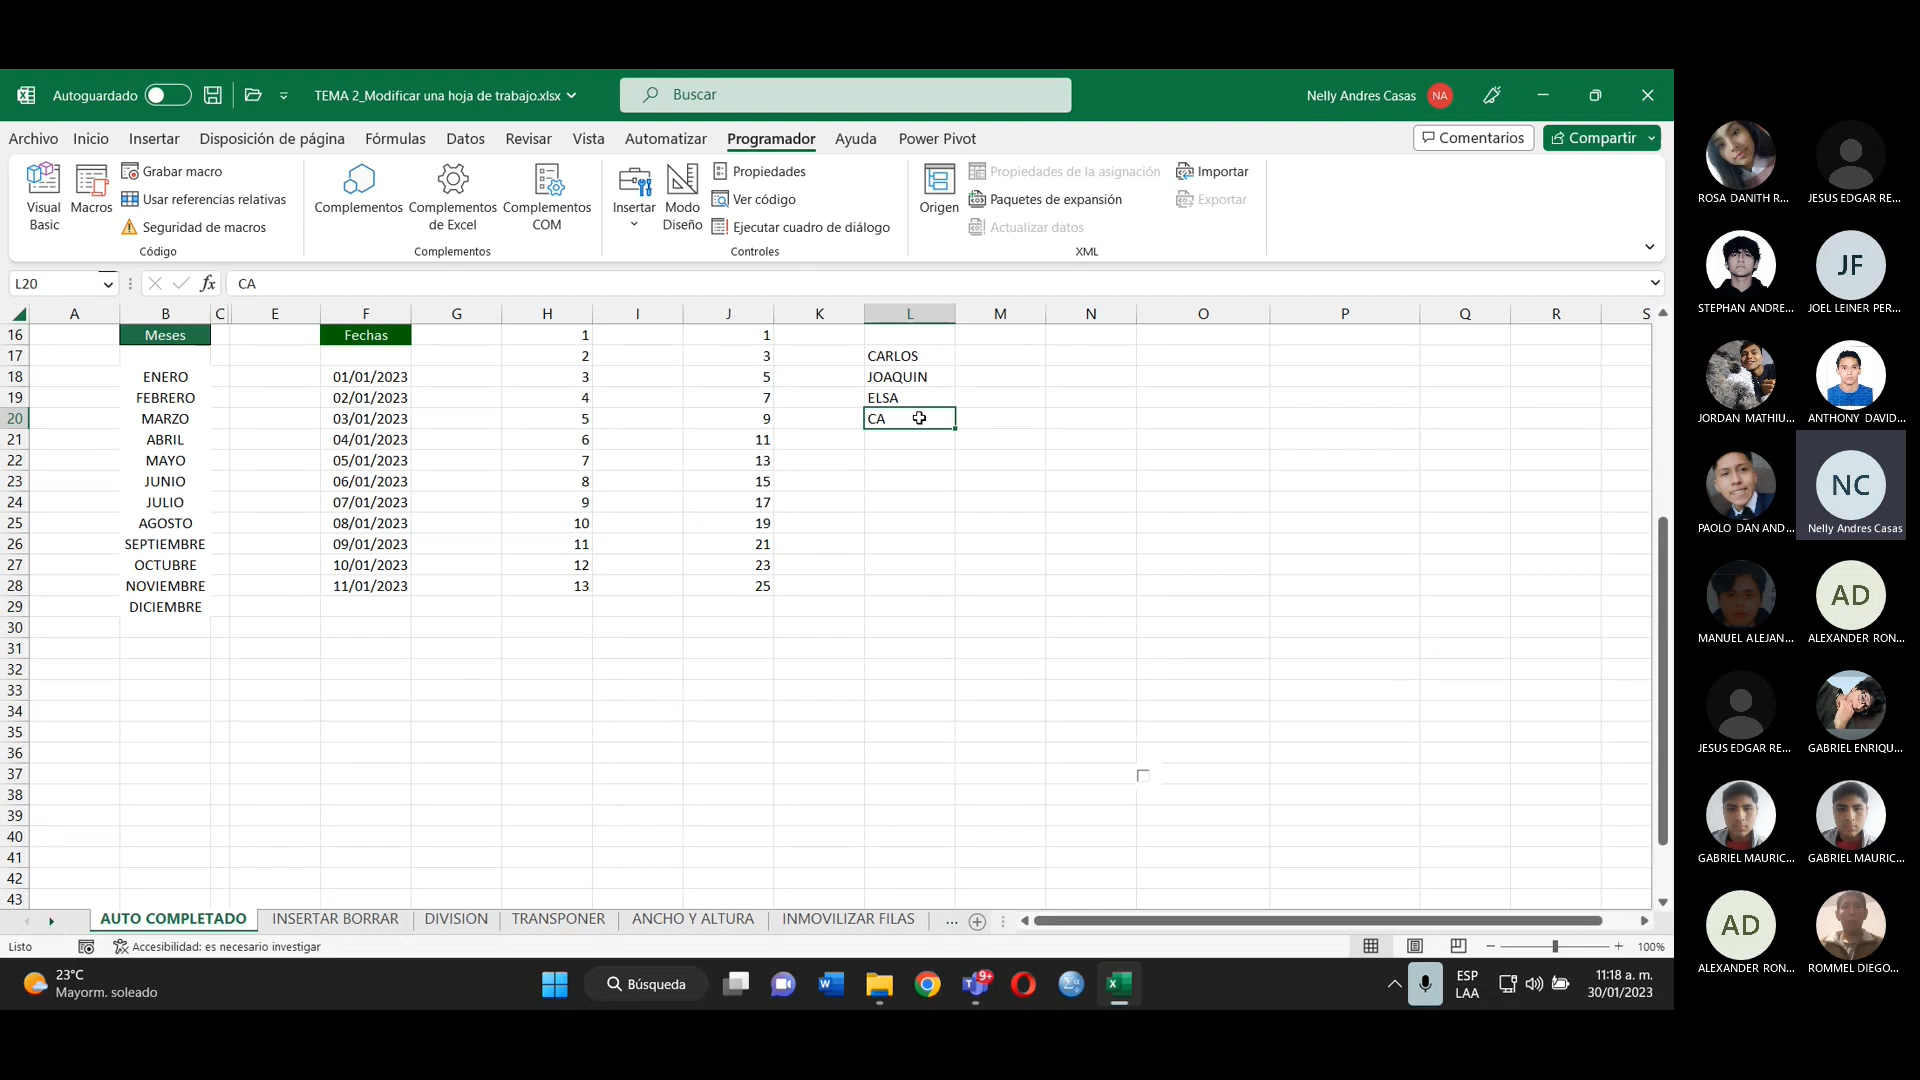 Autoguardado
TEMA 2_Modificar una hoja de trabajo.xlsx
Buscar
Nelly Andres Casas
NA
Archivo Inicio Insertar Disposición de página Fórmulas Datos Revisar Vista Automatizar Programador Ayuda Power Pivot
Comentarios
Compartir
Visual Basic
Macros
Grabar macro
Usar referencias relativas
Seguridad de macros
Código
Complementos
Complementos de Excel
Complementos COM
Complementos
Insertar
Modo Diseño
Propiedades
Ver código
Ejecutar cuadro de diálogo
Controles
Origen
Propiedades de la asignación
Paquetes de expansión
Actualizar datos
Importar
Exportar
XML
L20
fx
CA
A B C E F G H I J K L M N O P Q R S
16 Meses Fechas 1 1
17 2 3 CARLOS
18 ENERO 01/01/2023 3 5 JOAQUIN
19 FEBRERO 02/01/2023 4 7 ELSA
20 MARZO 03/01/2023 5 9 CA
21 ABRIL 04/01/2023 6 11
22 MAYO 05/01/2023 7 13
23 JUNIO 06/01/2023 8 15
24 JULIO 07/01/2023 9 17
25 AGOSTO 08/01/2023 10 19
26 SEPTIEMBRE 09/01/2023 11 21
27 OCTUBRE 10/01/2023 12 23
28 NOVIEMBRE 11/01/2023 13 25
29 DICIEMBRE
30
31
32
33
34
35
36
37
38
39
40
41
42
43
AUTO COMPLETADO INSERTAR BORRAR DIVISION TRANSPONER ANCHO Y ALTURA INMOVILIZAR FILAS ...
Listo
Accesibilidad: es necesario investigar
100%
23°C
Mayorm. soleado
Búsqueda
9+
ESP
LAA
11:18 a. m.
30/01/2023
ROSA DANITH R...
JESUS EDGAR RE...
STEPHAN ANDRE...
JF
JOEL LEINER PER...
JORDAN MATHIU...
ANTHONY DAVID...
PAOLO DAN AND...
NC
Nelly Andres Casas
MANUEL ALEJAN...
AD
ALEXANDER RON...
JESUS EDGAR RE...
GABRIEL ENRIQU...
GABRIEL MAURIC...
GABRIEL MAURIC...
AD
ALEXANDER RON...
ROMMEL DIEGO...